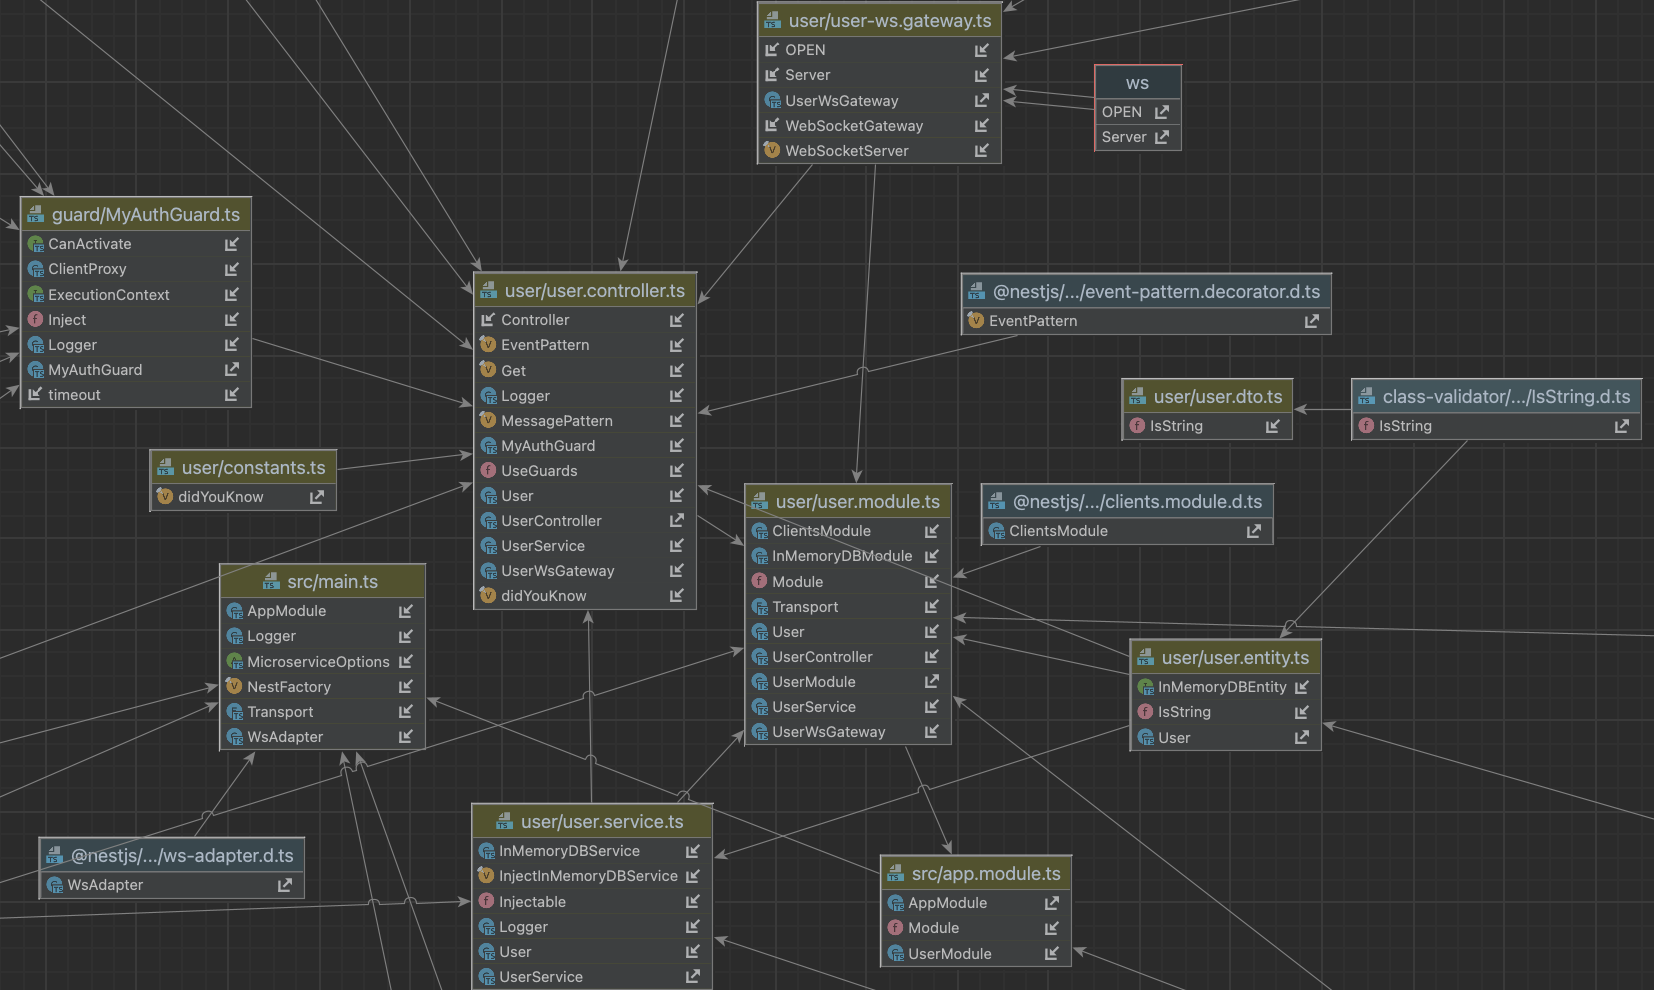 user/user-ws.gateway.ts
OPEN
Server
UserWsGateway
WebSocketGateway
WebSocketServer
ws
OPEN
Server
guard/MyAuthGuard.ts
CanActivate
ClientProxy
ExecutionContext
Inject
Logger
MyAuthGuard
timeout
user/user.controller.ts
Controller
EventPattern
Get
Logger
MessagePattern
MyAuthGuard
UseGuards
User
UserController
UserService
UserWsGateway
didYouKnow
@nestjs/.../event-pattern.decorator.d.ts
EventPattern
user/user.dto.ts
IsString
class-validator/.../IsString.d.ts
IsString
user/constants.ts
didYouKnow
user/user.module.ts
ClientsModule
InMemoryDBModule
Module
Transport
User
UserController
UserModule
UserService
UserWsGateway
@nestjs/.../clients.module.d.ts
ClientsModule
src/main.ts
AppModule
Logger
MicroserviceOptions
NestFactory
Transport
WsAdapter
user/user.entity.ts
InMemoryDBEntity
IsString
User
@nestjs/.../ws-adapter.d.ts
WsAdapter
user/user.service.ts
InMemoryDBService
InjectInMemoryDBService
Injectable
Logger
User
UserService
src/app.module.ts
AppModule
Module
UserModule